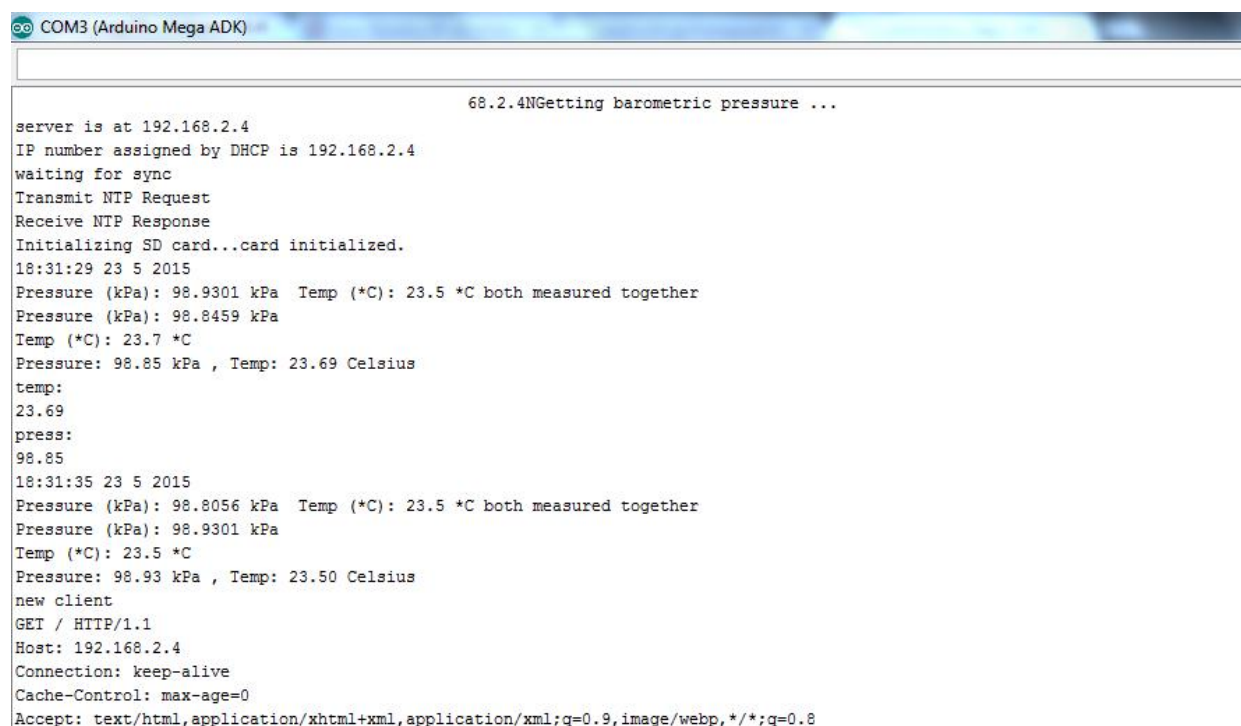 COM3 (Arduino Mega ADK)
68.2.4NGetting barometric pressure ...
server is at 192.168.2.4
IP number assigned by DHCP is 192.168.2.4
waiting for sync
Transmit NTP Request
Receive NTP Response
Initializing SD card...card initialized.
18:31:29 23 5 2015
Pressure (kPa): 98.9301 kPa  Temp (*C): 23.5 *C both measured together
Pressure (kPa): 98.8459 kPa
Temp (*C): 23.7 *C
Pressure: 98.85 kPa , Temp: 23.69 Celsius
temp:
23.69
press:
98.85
18:31:35 23 5 2015
Pressure (kPa): 98.8056 kPa  Temp (*C): 23.5 *C both measured together
Pressure (kPa): 98.9301 kPa
Temp (*C): 23.5 *C
Pressure: 98.93 kPa , Temp: 23.50 Celsius
new client
GET / HTTP/1.1
Host: 192.168.2.4
Connection: keep-alive
Cache-Control: max-age=0
Accept: text/html,application/xhtml+xml,application/xml;q=0.9,image/webp,*/*;q=0.8